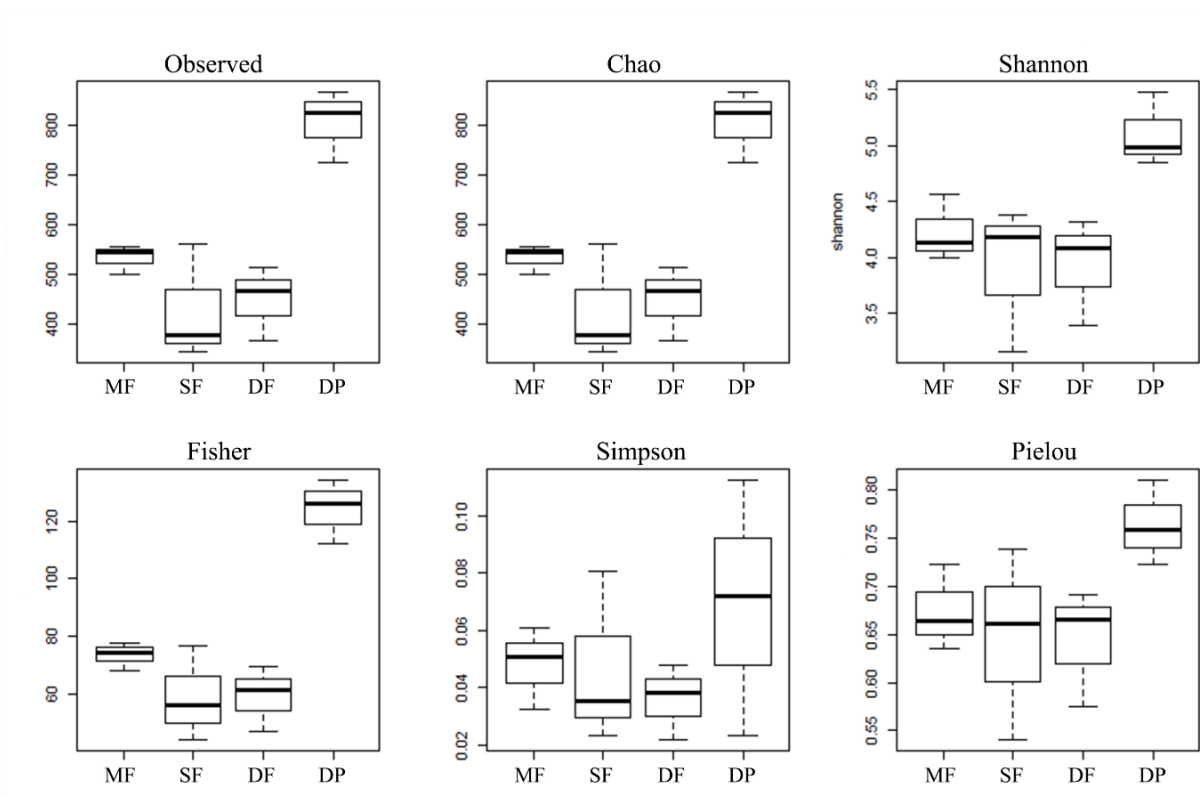 Observed
800
700
600
500
400
MF SF DF DP
Chao
800
700
600
500
400
MF SF DF DP
Shannon
shannon
5.5
5.0
4.5
4.0
3.5
MF SF DF DP
Fisher
120
100
80
60
MF SF DF DP
Simpson
0.10
0.08
0.06
0.04
0.02
MF SF DF DP
Pielou
0.80
0.75
0.70
0.65
0.60
0.55
MF SF DF DP